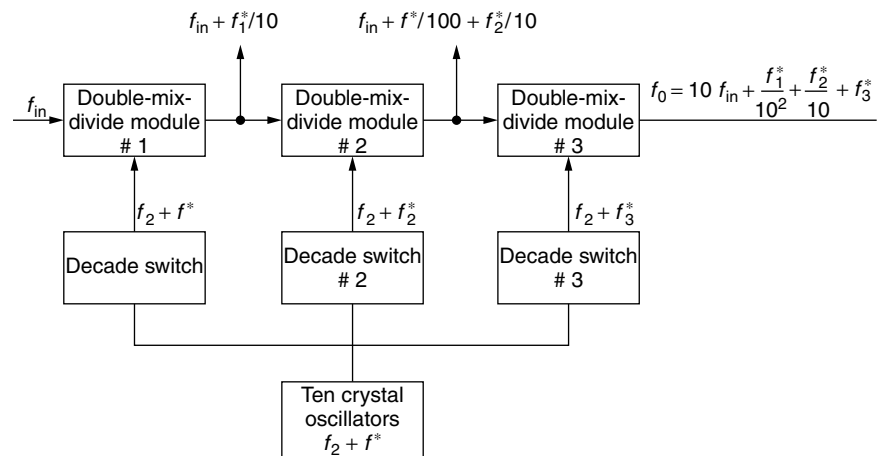 f_in + f_1^*/10
f_in + f^*/100 + f_2^*/10
f_in
Double-mix-
divide module
# 1
Double-mix-
divide module
# 2
Double-mix-
divide module
# 3
f_0 = 10 f_in + f_1^*/10^2 + f_2^*/10 + f_3^*
f_2 + f^*
f_2 + f_2^*
f_2 + f_3^*
Decade switch
Decade switch
# 2
Decade switch
# 3
Ten crystal
oscillators
f_2 + f^*